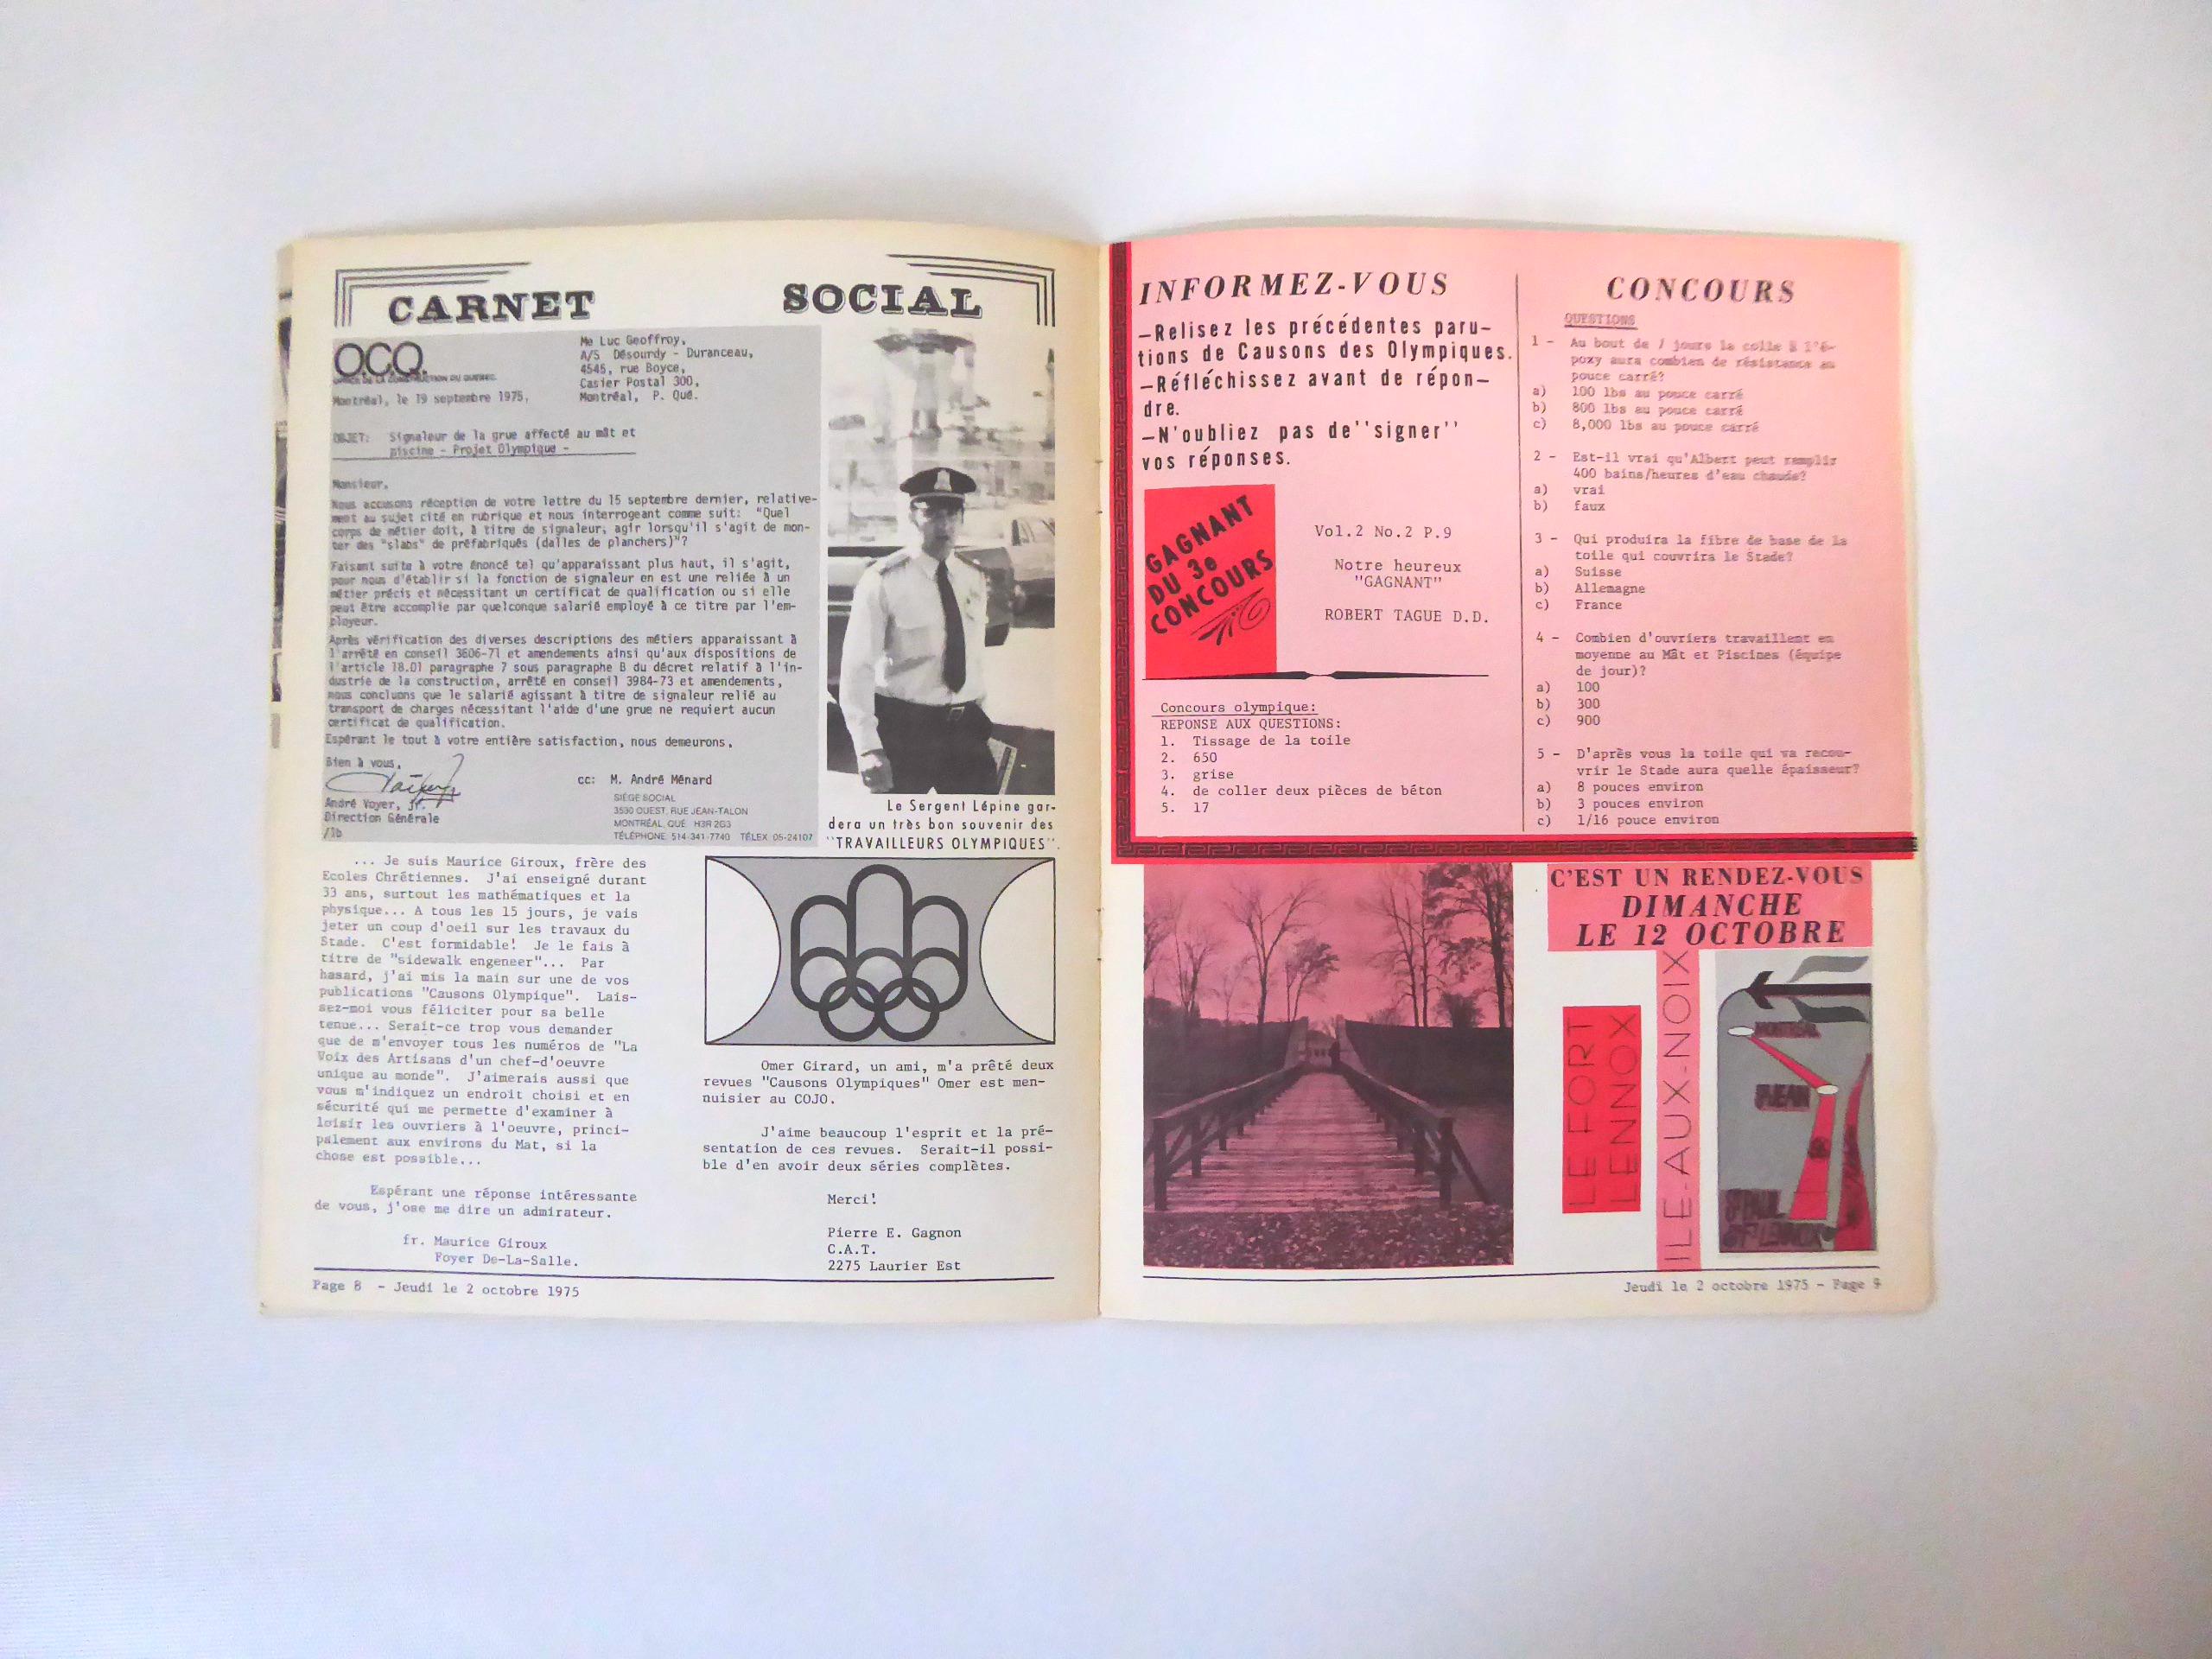 CARNET SOCIAL
O.C.Q.
OFFICE DE LA CONSTRUCTION DU QUÉBEC
Montréal, le 19 septembre 1975.
Me Luc Geoffroy,
A/S Désourdy - Duranceau,
4545, rue Boyce,
Casier Postal 300,
Montréal, P. Qué.
OBJET: Signaleur de la grue affecté au mât et
piscine - Projet Olympique -
Monsieur,
Nous accusons réception de votre lettre du 15 septembre dernier, relative-
ment au sujet cité en rubrique et nous interrogeant comme suit: "Quel
corps de métier doit, à titre de signaleur, agir lorsqu'il s'agit de mon-
ter des "slabs" de préfabriqués (dalles de planchers)"?
Faisant suite à votre énoncé tel qu'apparaissant plus haut, il s'agit,
pour nous d'établir si la fonction de signaleur en est une reliée à un
métier précis et nécessitant un certificat de qualification ou si elle
peut être accomplie par quelconque salarié employé à ce titre par l'em-
ployeur.
Après vérification des diverses descriptions des métiers apparaissant à
l'arrêté en conseil 3606-71 et amendements ainsi qu'aux dispositions de
l'article 18.01 paragraphe 7 sous paragraphe B du décret relatif à l'in-
dustrie de la construction, arrêté en conseil 3984-73 et amendements,
nous concluons que le salarié agissant à titre de signaleur relié au
transport de charges nécessitant l'aide d'une grue ne requiert aucun
certificat de qualification.
Espérant le tout à votre entière satisfaction, nous demeurons,
Bien à vous,
André Voyer, jr.
Direction Générale
/lb
cc: M. André Ménard
SIÈGE SOCIAL
3530 OUEST, RUE JEAN-TALON
MONTRÉAL, QUÉ. H3R 2G3
TÉLÉPHONE: 514-341-7740 TÉLEX: 05-24107
Le Sergent Lépine gar-
dera un très bon souvenir des
"TRAVAILLEURS OLYMPIQUES".
... Je suis Maurice Giroux, frère des
Ecoles Chrétiennes. J'ai enseigné durant
33 ans, surtout les mathématiques et la
physique... A tous les 15 jours, je vais
jeter un coup d'oeil sur les travaux du
Stade. C'est formidable! Je le fais à
titre de "sidewalk engeneer"... Par
hasard, j'ai mis la main sur une de vos
publications "Causons Olympique". Lais-
sez-moi vous féliciter pour sa belle
tenue... Serait-ce trop vous demander
que de m'envoyer tous les numéros de "La
Voix des Artisans d'un chef-d'oeuvre
unique au monde". J'aimerais aussi que
vous m'indiquez un endroit choisi et en
sécurité qui me permette d'examiner à
loisir les ouvriers à l'oeuvre, princi-
palement aux environs du Mat, si la
chose est possible...
Espérant une réponse intéressante
de vous, j'ose me dire un admirateur.
fr. Maurice Giroux
Foyer De-La-Salle.
Omer Girard, un ami, m'a prêté deux
revues "Causons Olympiques" Omer est men-
nuisier au COJO.
J'aime beaucoup l'esprit et la pré-
sentation de ces revues. Serait-il possi-
ble d'en avoir deux séries complètes.
Merci!
Pierre E. Gagnon
C.A.T.
2275 Laurier Est
Page 8 - Jeudi le 2 octobre 1975
INFORMEZ-VOUS
-Relisez les précédentes paru-
tions de Causons des Olympiques.
-Réfléchissez avant de répon-
dre.
-N'oubliez pas de''signer''
vos réponses.
GAGNANT
DU 3e
CONCOURS
Vol.2 No.2 P.9
Notre heureux
"GAGNANT"
ROBERT TAGUE D.D.
Concours olympique:
REPONSE AUX QUESTIONS:
1. Tissage de la toile
2. 650
3. grise
4. de coller deux pièces de béton
5. 17
CONCOURS
QUESTIONS
1 - Au bout de 7 jours la colle à l'é-
poxy aura combien de résistance au
pouce carré?
a) 100 lbs au pouce carré
b) 800 lbs au pouce carré
c) 8,000 lbs au pouce carré
2 - Est-il vrai qu'Albert peut remplir
400 bains/heures d'eau chaude?
a) vrai
b) faux
3 - Qui produira la fibre de base de la
toile qui couvrira le Stade?
a) Suisse
b) Allemagne
c) France
4 - Combien d'ouvriers travaillent en
moyenne au Mât et Piscines (équipe
de jour)?
a) 100
b) 300
c) 900
5 - D'après vous la toile qui va recou-
vrir le Stade aura quelle épaisseur?
a) 8 pouces environ
b) 3 pouces environ
c) 1/16 pouce environ
C'EST UN RENDEZ-VOUS
DIMANCHE
LE 12 OCTOBRE
LE FORT
LENNOX
ILE-AUX-NOIX
MONTREAL
ST-JEAN
ST-PAUL
FT-LENNOX
Jeudi le 2 octobre 1975 - Page 9